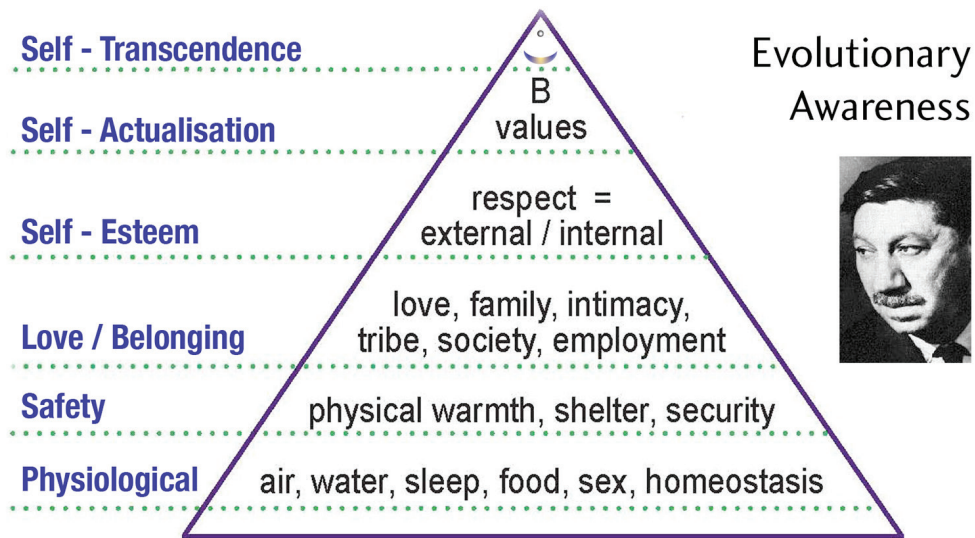 Self - Transcendence
Evolutionary
Awareness
B
values
Self - Actualisation
respect =
external / internal
Self - Esteem
love, family, intimacy,
tribe, society, employment
Love / Belonging
Safety
physical warmth, shelter, security
Physiological
air, water, sleep, food, sex, homeostasis